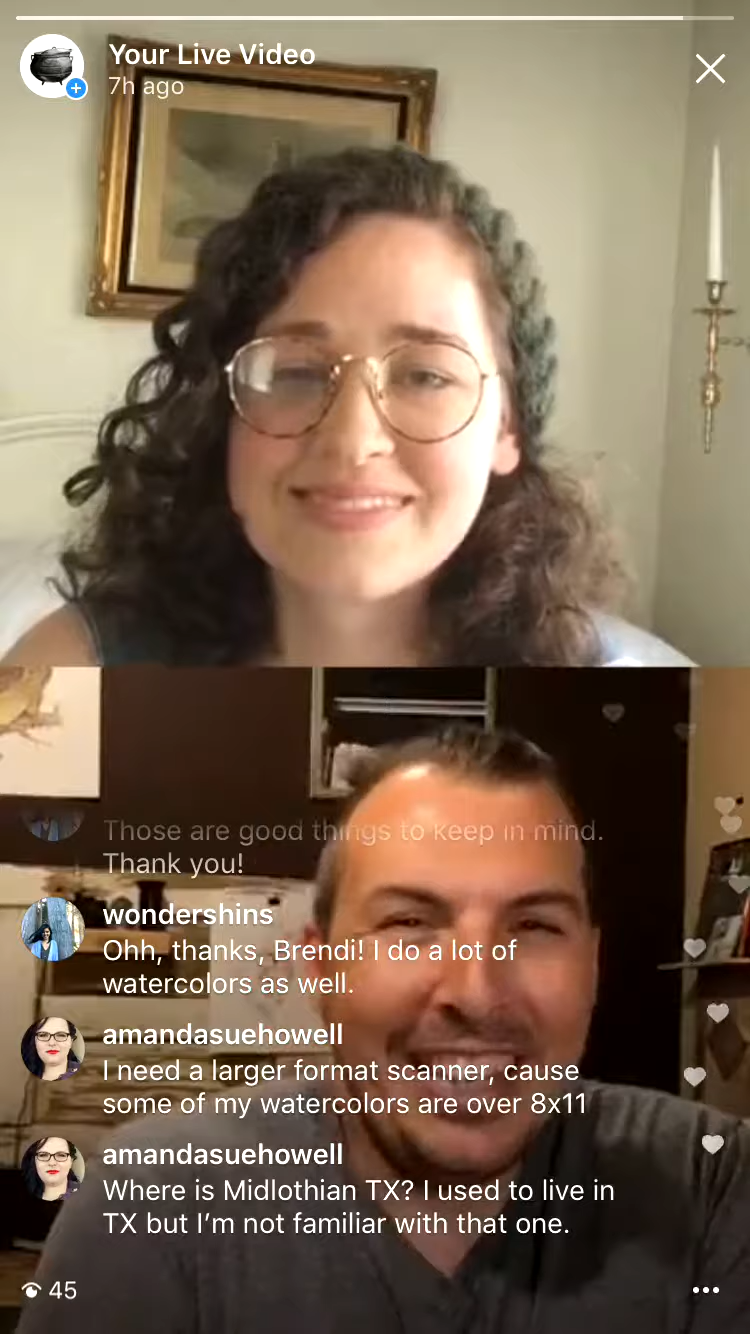 Your Live Video
7h ago
Those are good things to keep in mind.
Thank you!
wondershins
Ohh, thanks, Brendi! I do a lot of
watercolors as well.
amandasuehowell
I need a larger format scanner, cause
some of my watercolors are over 8x11
amandasuehowell
Where is Midlothian TX? I used to live in
TX but I’m not familiar with that one.
45